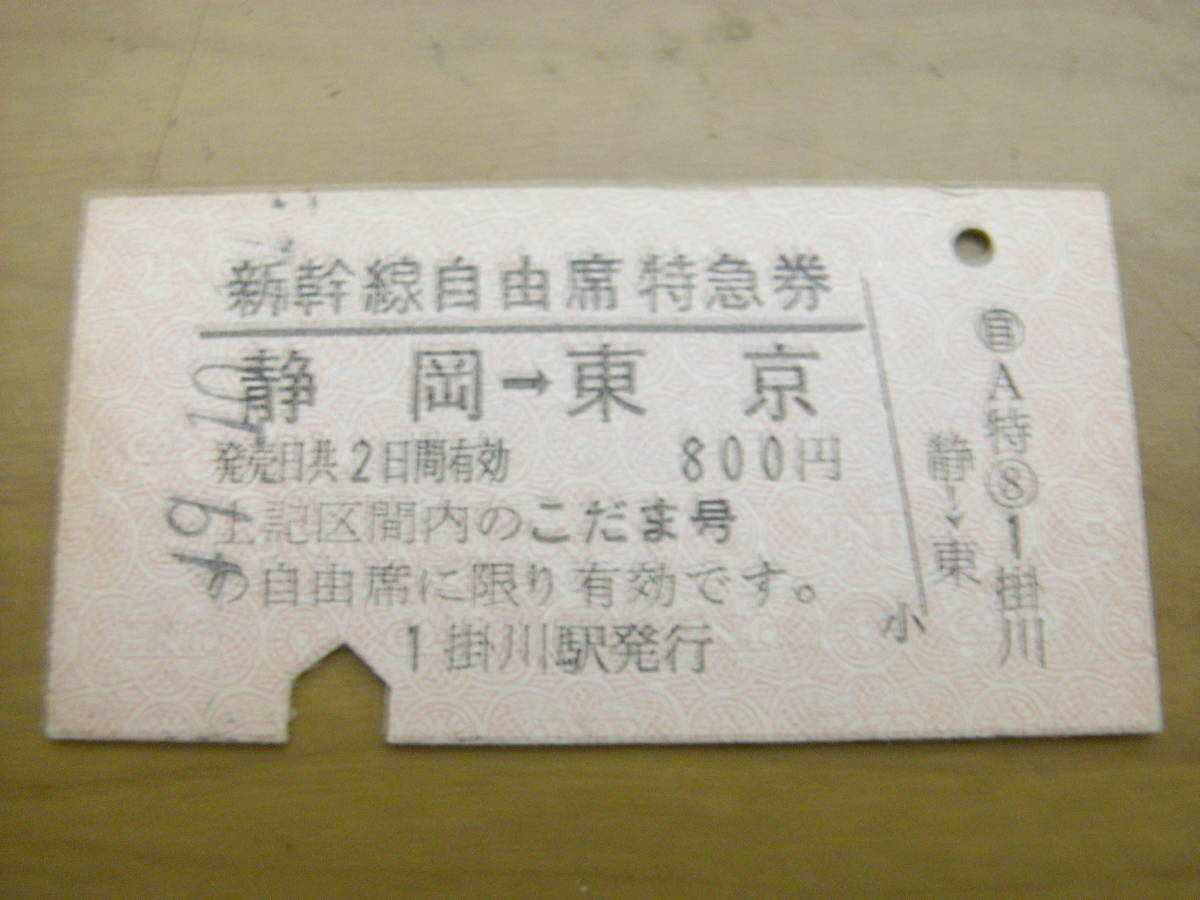 新幹線自由席特急券
静岡→東京
発売日共2日間有効 800円
上記区間内のこだま号
の自由席に限り有効です。
1掛川駅発行
小
㊂A特⑧1掛川
静→東
49
10